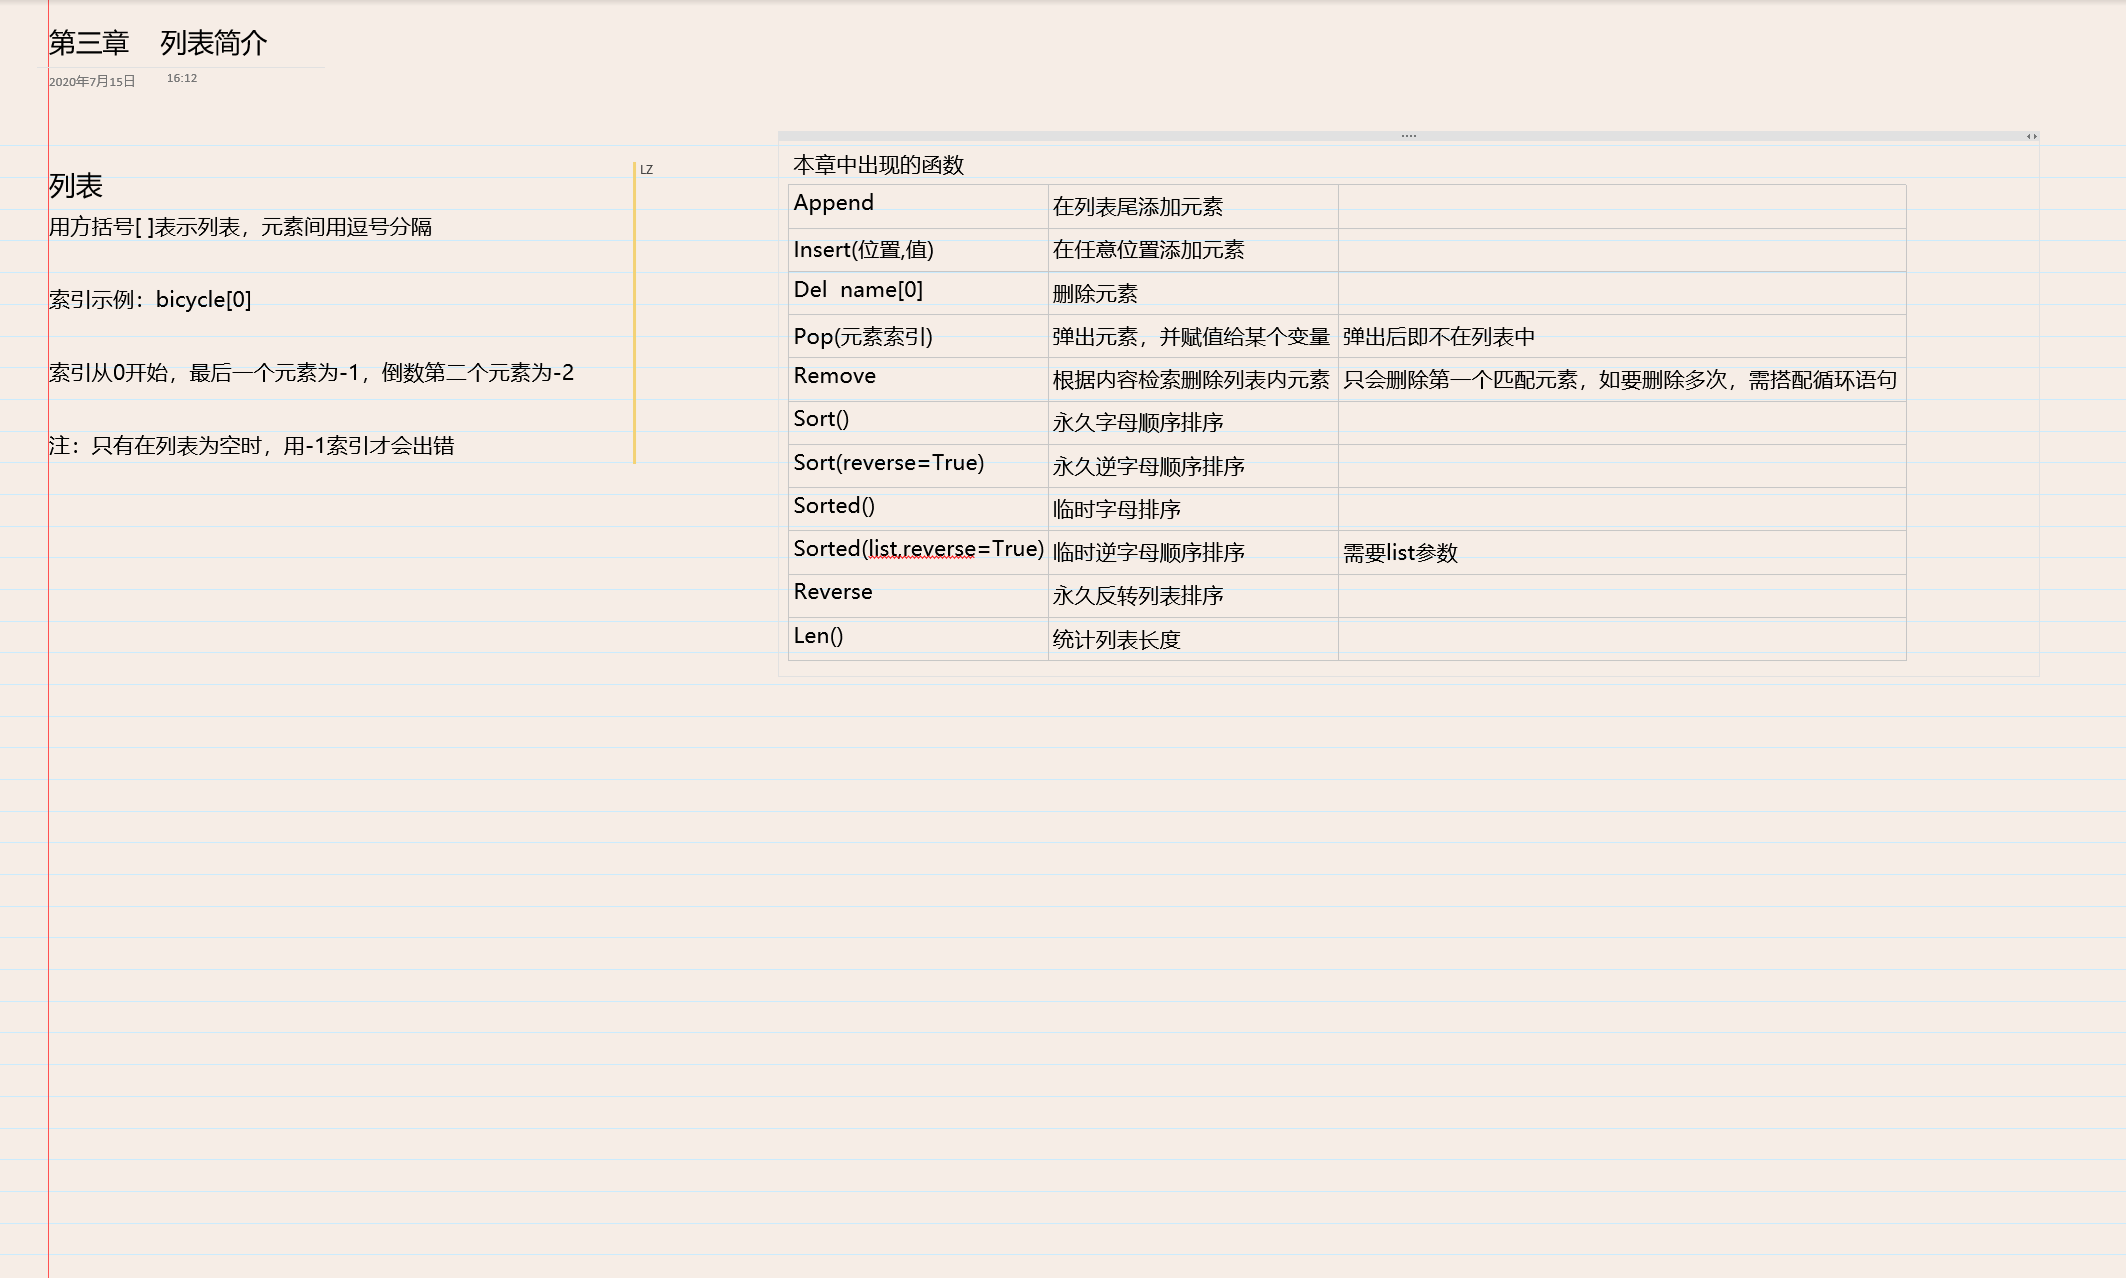 第三章　列表简介
2020年7月15日 16:12
列表
用方括号[ ]表示列表，元素间用逗号分隔
索引示例：bicycle[0]
索引从0开始，最后一个元素为-1，倒数第二个元素为-2
注：只有在列表为空时，用-1索引才会出错
LZ
本章中出现的函数
Append 在列表尾添加元素
Insert(位置,值) 在任意位置添加元素
Del name[0] 删除元素
Pop(元素索引) 弹出元素，并赋值给某个变量 弹出后即不在列表中
Remove 根据内容检索删除列表内元素 只会删除第一个匹配元素，如要删除多次，需搭配循环语句
Sort() 永久字母顺序排序
Sort(reverse=True) 永久逆字母顺序排序
Sorted() 临时字母排序
Sorted(list,reverse=True) 临时逆字母顺序排序 需要list参数
Reverse 永久反转列表排序
Len() 统计列表长度